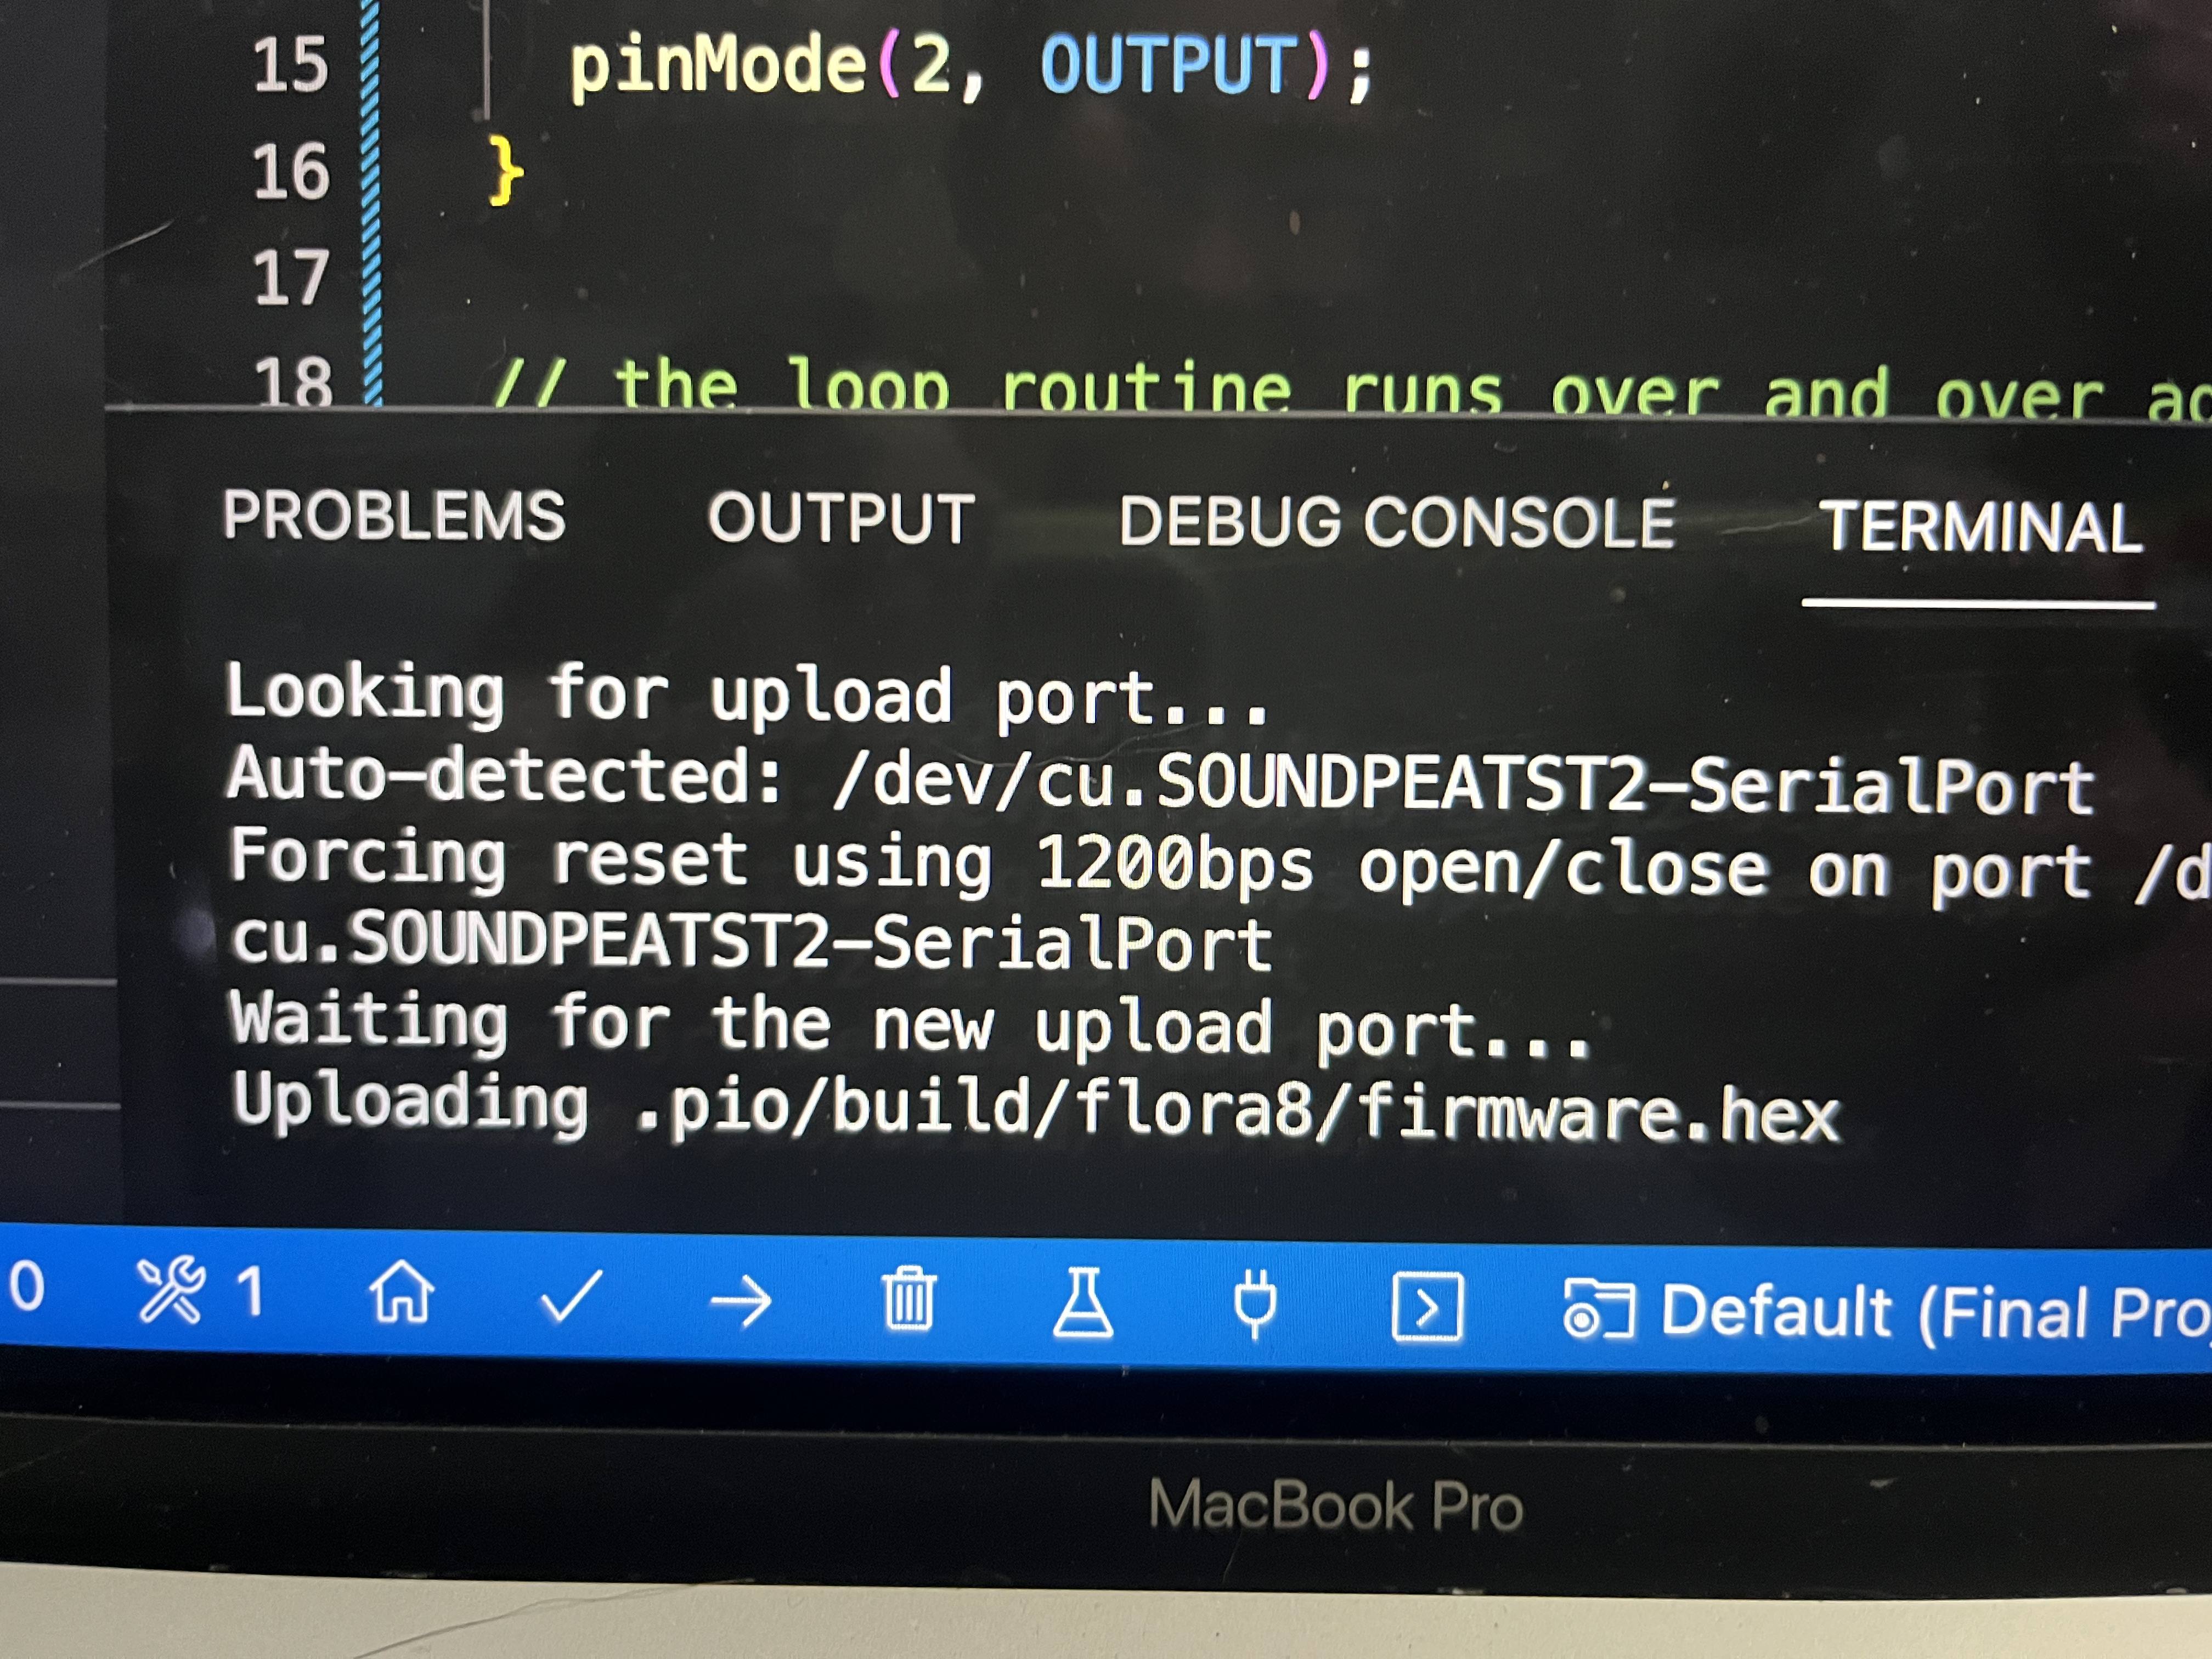 15 pinMode(2, OUTPUT);
16 }
17
18 // the loop routine runs over and over
PROBLEMS OUTPUT DEBUG CONSOLE TERMINAL
Looking for upload port...
Auto-detected: /dev/cu.SOUNDPEATST2-SerialPort
Forcing reset using 1200bps open/close on port /d
cu.SOUNDPEATST2-SerialPort
Waiting for the new upload port...
Uploading .pio/build/flora8/firmware.hex
0 1 Default (Final Pro
MacBook Pro